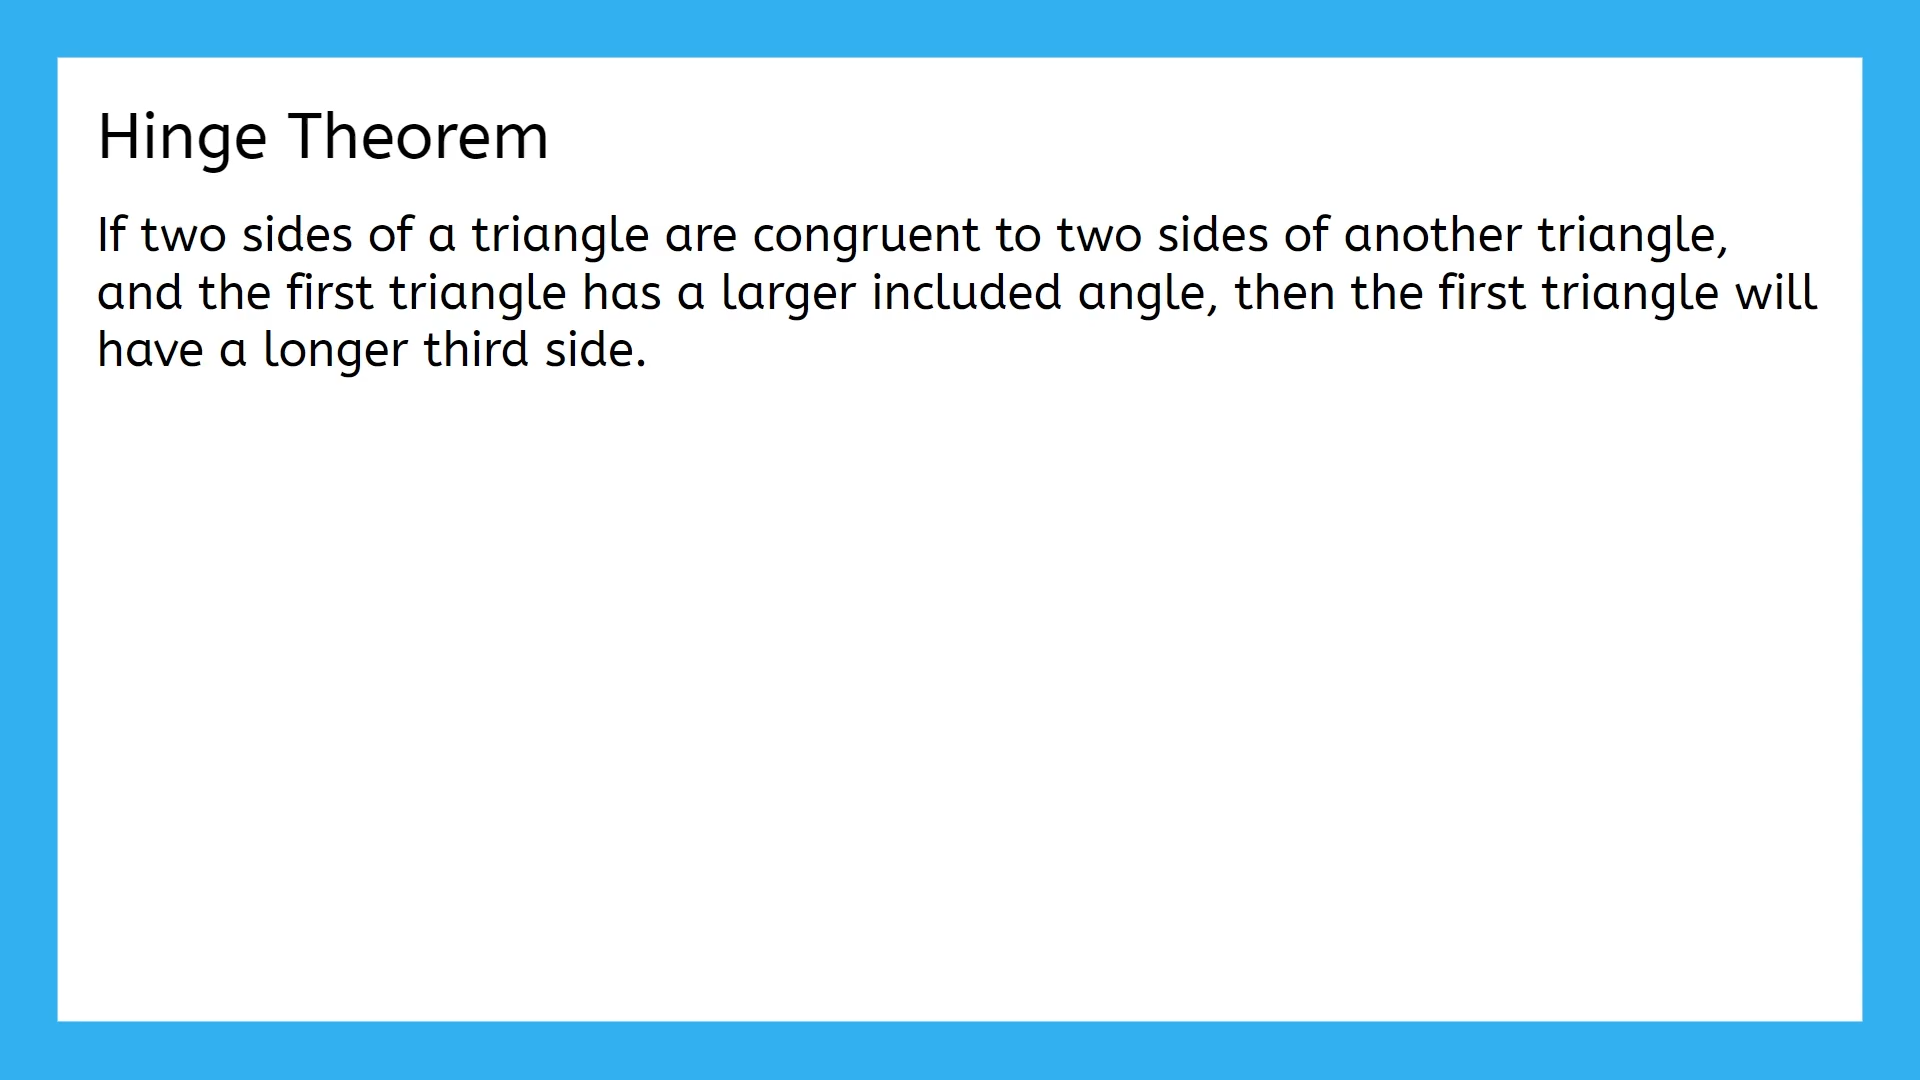 Hinge Theorem
If two sides of a triangle are congruent to two sides of another triangle,
and the first triangle has a larger included angle, then the first triangle will
have a longer third side.